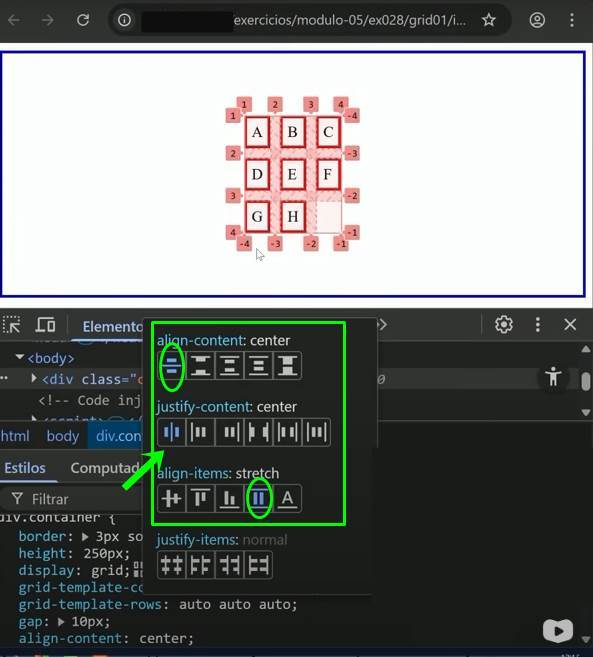 exercicios/modulo-05/ex028/grid01/i...
1 2 3 4
1 -4
A B C
2 -3
D E F
3 -2
G H
4 -1
-4 -3 -2 -1
Elemento
<body>
<div class="c
<!-- Code inj
html body div.con
Estilos Computad
Filtrar
div.container {
border: 3px so
height: 250px;
display: grid;
grid-template-co
grid-template-rows: auto auto auto;
gap: 10px;
align-content: center;
align-content: center
justify-content: center
align-items: stretch
A
justify-items: normal